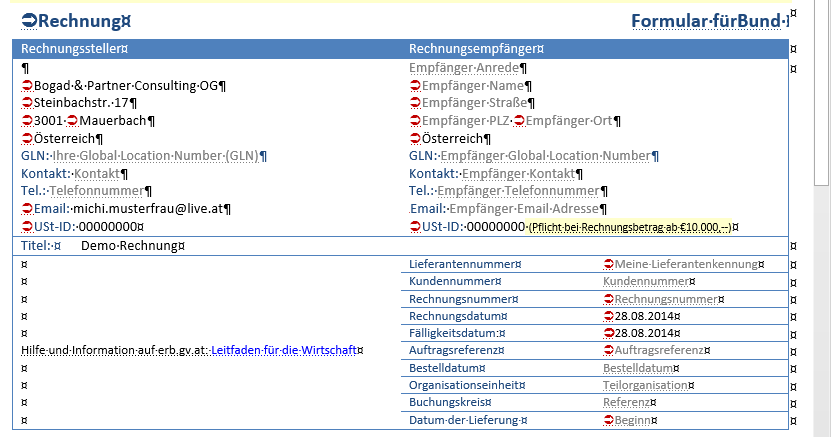 Rechnung
Formular fürBund
Rechnungssteller
Rechnungsempfänger
Bogad & Partner Consulting OG
Steinbachstr. 17
3001 Mauerbach
Österreich
GLN: Ihre Global Location Number (GLN)
Kontakt: Kontakt
Tel.: Telefonnummer
Email: michi.musterfrau@live.at
USt-ID: 00000000
Empfänger Anrede
Empfänger Name
Empfänger Straße
Empfänger PLZ Empfänger Ort
Österreich
GLN: Empfänger Global Location Number
Kontakt: Empfänger Kontakt
Tel.: Empfänger Telefonnummer
Email: Empfänger Email Adresse
USt-ID: 00000000 (Pflicht bei Rechnungsbetrag ab €10.000,--)
Titel: Demo Rechnung
Hilfe und Information auf erb.gv.at: Leitfaden für die Wirtschaft
Lieferantennummer Meine Lieferantenkennung
Kundennummer Kundennummer
Rechnungsnummer Rechnungsnummer
Rechnungsdatum 28.08.2014
Fälligkeitsdatum: 28.08.2014
Auftragsreferenz Auftragsreferenz
Bestelldatum Bestelldatum
Organisationseinheit Teilorganisation
Buchungskreis Referenz
Datum der Lieferung Beginn